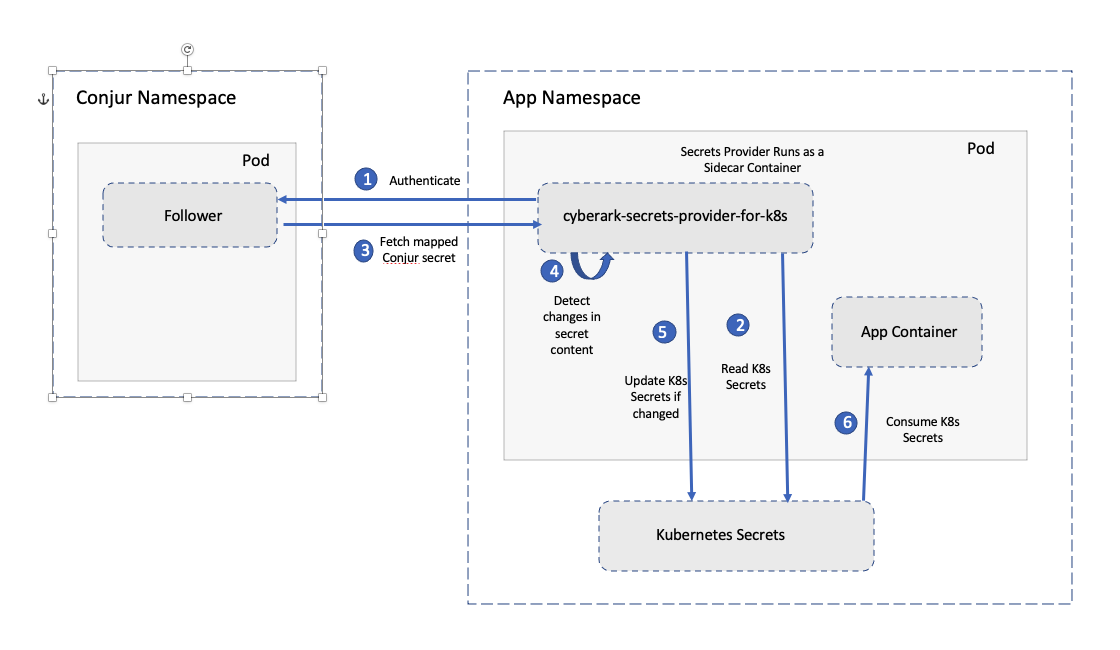 Conjur Namespace
Pod
Follower
1 Authenticate
3 Fetch mapped
Conjur secret
App Namespace
Pod
Secrets Provider Runs as a
Sidecar Container
cyberark-secrets-provider-for-k8s
4
Detect
changes in
secret
content
5
Update K8s
Secrets if
changed
2
Read K8s
Secrets
App Container
6
Consume K8s
Secrets
Kubernetes Secrets